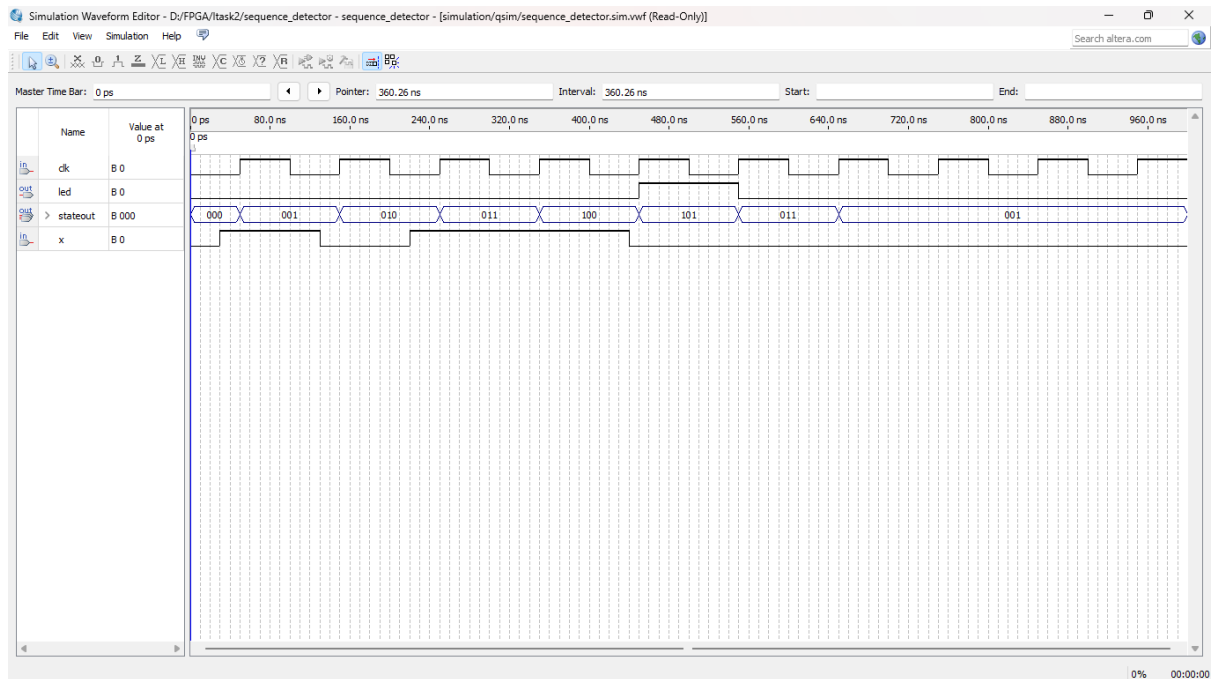 Simulation Waveform Editor - D:/FPGA/Itask2/sequence_detector - sequence_detector - [simulation/qsim/sequence_detector.sim.vwf (Read-Only)]
File Edit View Simulation Help
Search altera.com
Master Time Bar: 0 ps Pointer: 360.26 ns Interval: 360.26 ns Start: End:
Name Value at 0 ps
0 ps 80.0 ns 160.0 ns 240.0 ns 320.0 ns 400.0 ns 480.0 ns 560.0 ns 640.0 ns 720.0 ns 800.0 ns 880.0 ns 960.0 ns
0 ps
in clk B 0
out led B 0
out > stateout B 000 000 001 010 011 100 101 011 001
in x B 0
0% 00:00:00